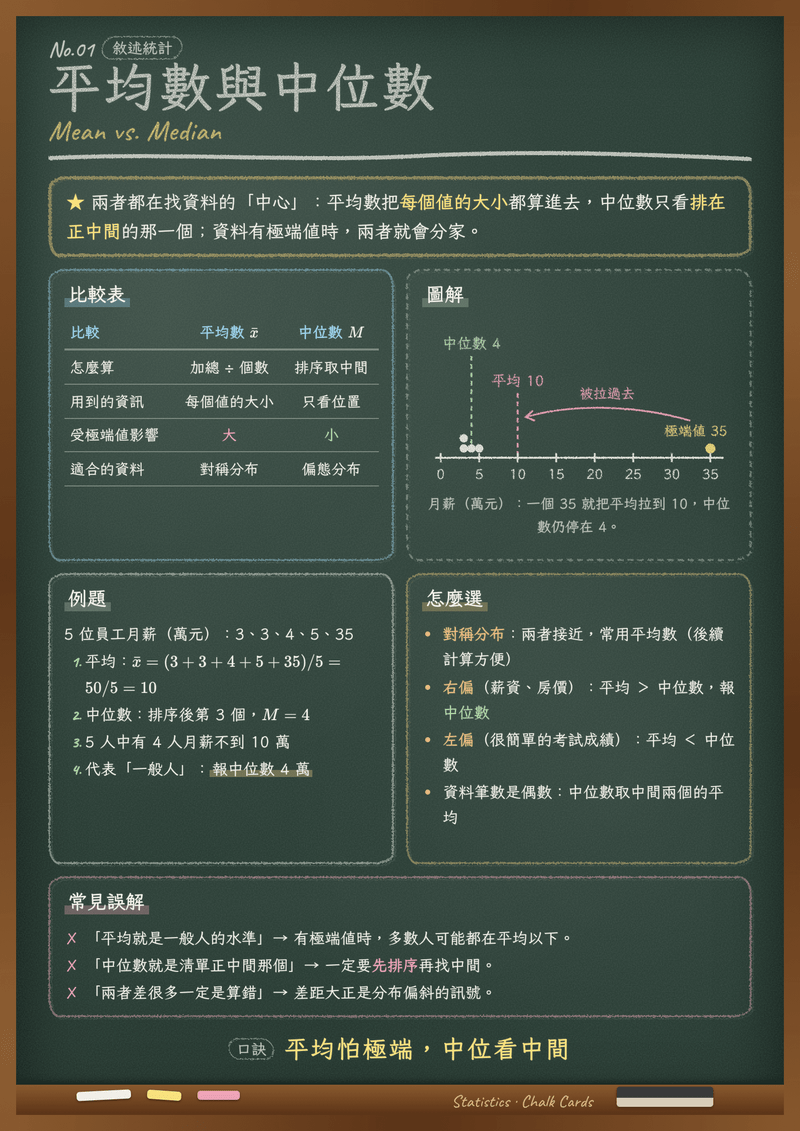 No.01 敘述統計
平均數與中位數
Mean vs. Median
★ 兩者都在找資料的「中心」：平均數把每個值的大小都算進去，中位數只看排在
正中間的那一個；資料有極端值時，兩者就會分家。
比較表
比較 平均數 x̄ 中位數 M
怎麼算 加總 ÷ 個數 排序取中間
用到的資訊 每個值的大小 只看位置
受極端值影響 大 小
適合的資料 對稱分布 偏態分布
圖解
中位數 4
平均 10
被拉過去
極端值 35
0 5 10 15 20 25 30 35
月薪（萬元）：一個 35 就把平均拉到 10，中位
數仍停在 4。
例題
5 位員工月薪（萬元）：3、3、4、5、35
1. 平均：x̄ = (3 + 3 + 4 + 5 + 35)/5 =
50/5 = 10
2. 中位數：排序後第 3 個，M = 4
3. 5 人中有 4 人月薪不到 10 萬
4. 代表「一般人」：報中位數 4 萬
怎麼選
• 對稱分布：兩者接近，常用平均數（後續
計算方便）
• 右偏（薪資、房價）：平均 > 中位數，報
中位數
• 左偏（很簡單的考試成績）：平均 < 中位
數
• 資料筆數是偶數：中位數取中間兩個的平
均
常見誤解
✗ 「平均就是一般人的水準」→ 有極端值時，多數人可能都在平均以下。
✗ 「中位數就是清單正中間那個」→ 一定要先排序再找中間。
✗ 「兩者差很多一定是算錯」→ 差距大正是分布偏斜的訊號。
口訣 平均怕極端，中位看中間
Statistics · Chalk Cards